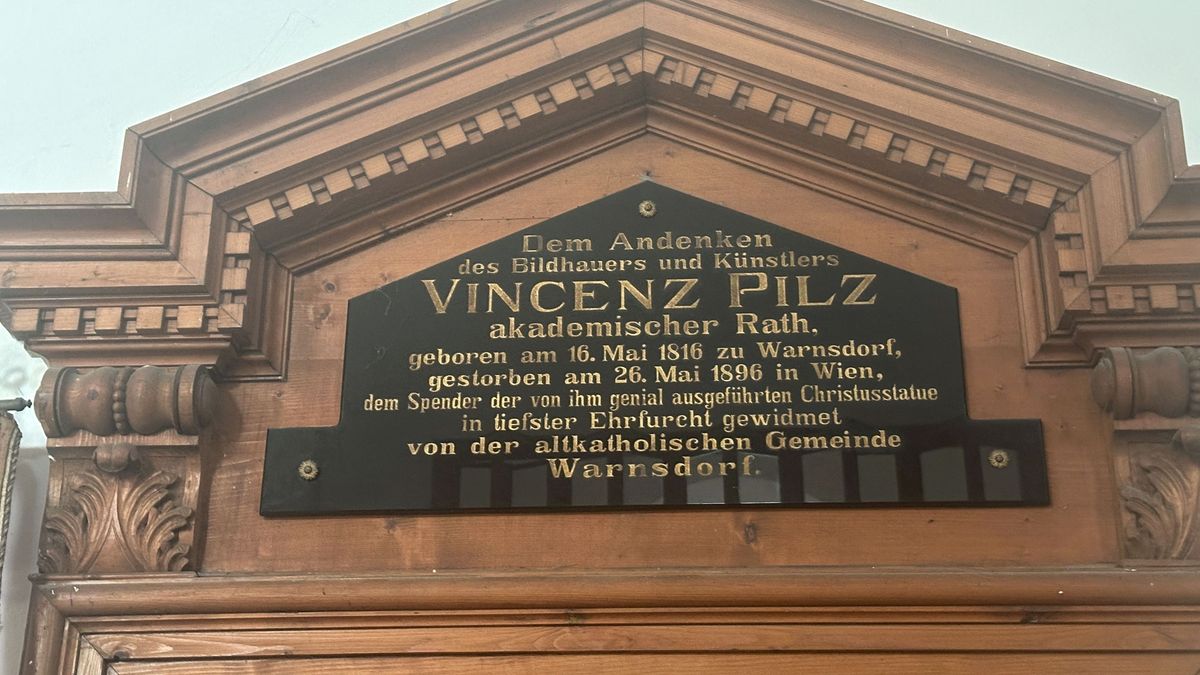 Dem Andenken
des Bildhauers und Künstlers
VINCENZ PILZ
akademischer Rath,
geboren am 16. Mai 1816 zu Warnsdorf,
gestorben am 26. Mai 1896 in Wien,
dem Spender der von ihm genial ausgeführten Christusstatue
in tiefster Ehrfurcht gewidmet
von der altkatholischen Gemeinde
Warnsdorf.